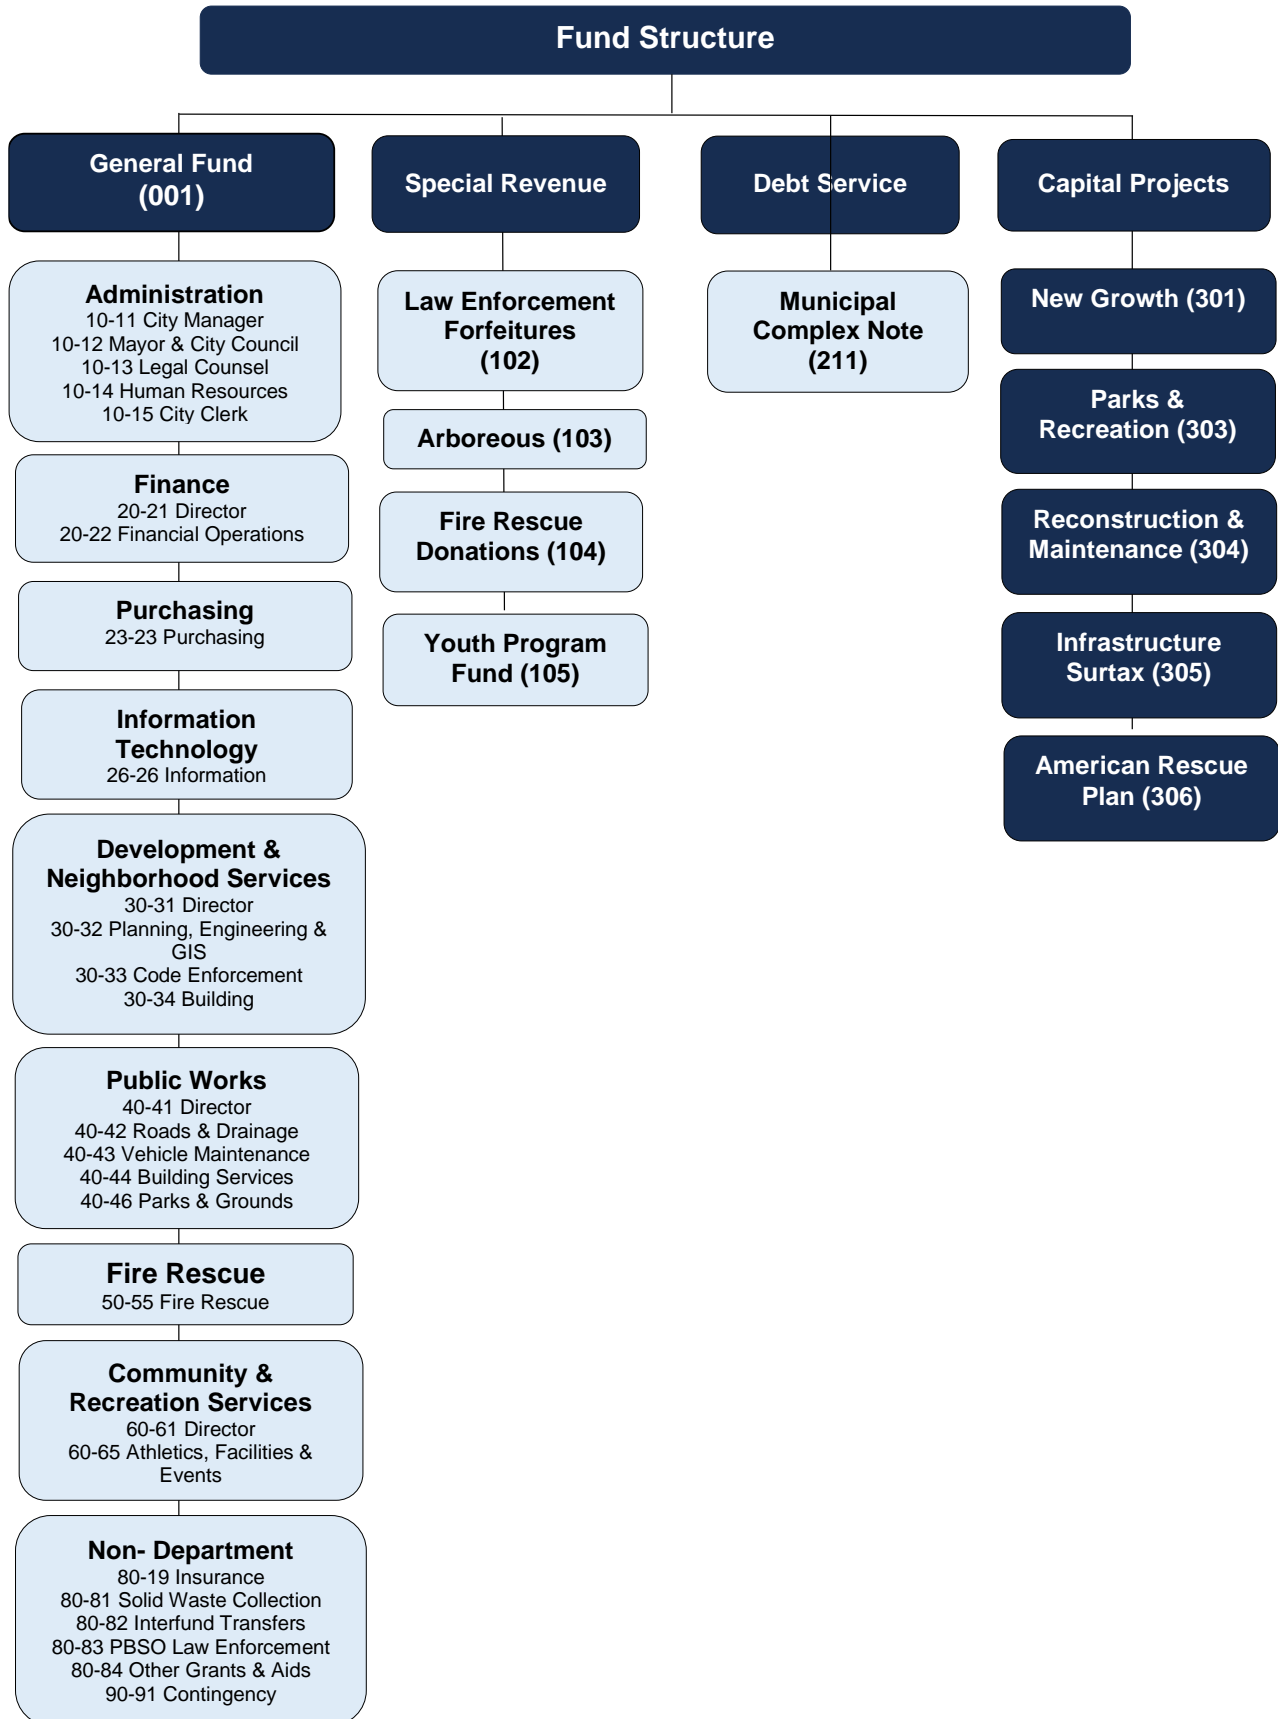 Fund Structure
General Fund
(001)
Administration
10-11 City Manager
10-12 Mayor & City Council
10-13 Legal Counsel
10-14 Human Resources
10-15 City Clerk
Finance
20-21 Director
20-22 Financial Operations
Purchasing
23-23 Purchasing
Information
Technology
26-26 Information
Development &
Neighborhood Services
30-31 Director
30-32 Planning, Engineering &
GIS
30-33 Code Enforcement
30-34 Building
Public Works
40-41 Director
40-42 Roads & Drainage
40-43 Vehicle Maintenance
40-44 Building Services
40-46 Parks & Grounds
Fire Rescue
50-55 Fire Rescue
Community &
Recreation Services
60-61 Director
60-65 Athletics, Facilities &
Events
Non- Department
80-19 Insurance
80-81 Solid Waste Collection
80-82 Interfund Transfers
80-83 PBSO Law Enforcement
80-84 Other Grants & Aids
90-91 Contingency
Special Revenue
Law Enforcement
Forfeitures
(102)
Arboreous (103)
Fire Rescue
Donations (104)
Youth Program
Fund (105)
Debt Service
Municipal
Complex Note
(211)
Capital Projects
New Growth (301)
Parks &
Recreation (303)
Reconstruction &
Maintenance (304)
Infrastructure
Surtax (305)
American Rescue
Plan (306)